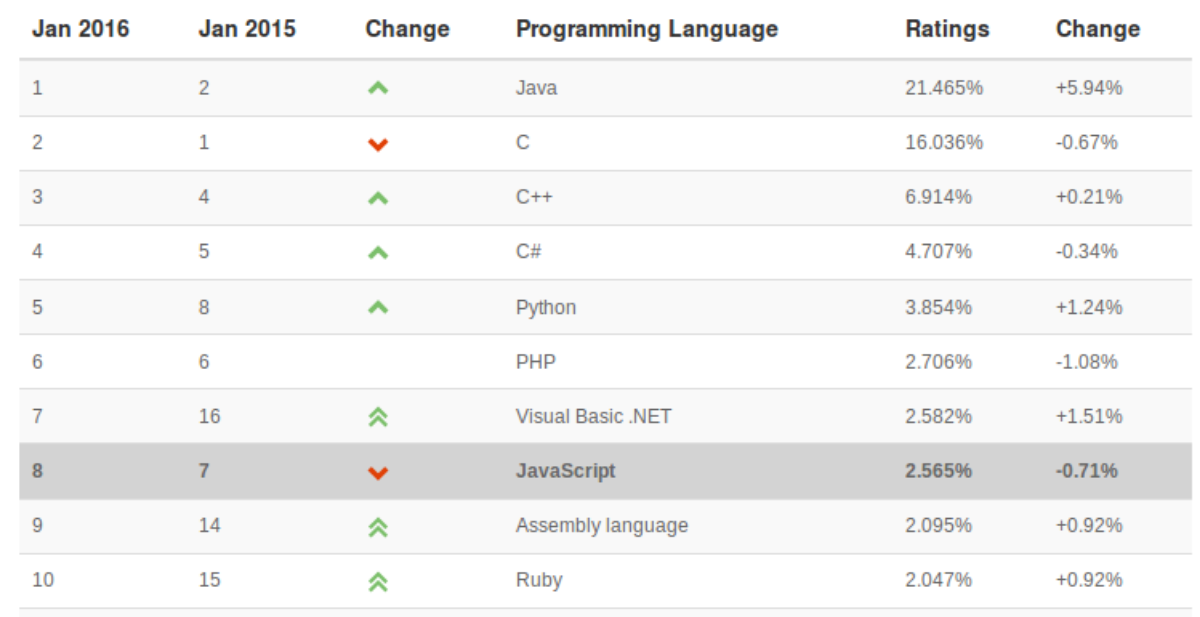 Jan 2016 Jan 2015 Change Programming Language Ratings Change
1 2 Java 21.465% +5.94%
2 1 C 16.036% -0.67%
3 4 C++ 6.914% +0.21%
4 5 C# 4.707% -0.34%
5 8 Python 3.854% +1.24%
6 6 PHP 2.706% -1.08%
7 16 Visual Basic .NET 2.582% +1.51%
8 7 JavaScript 2.565% -0.71%
9 14 Assembly language 2.095% +0.92%
10 15 Ruby 2.047% +0.92%